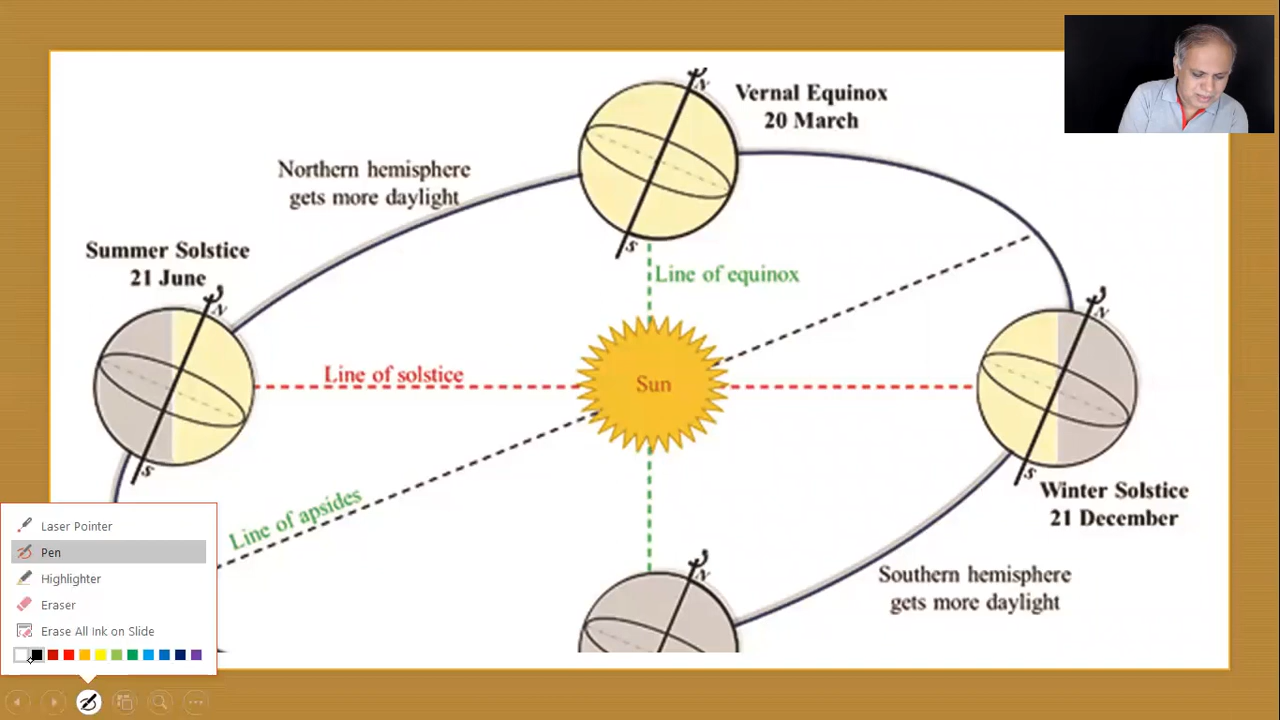 N
Vernal Equinox
20 March
Northern hemisphere
gets more daylight
S
Summer Solstice
21 June
Line of equinox
N
N
Line of solstice
Sun
S
S
Winter Solstice
21 December
Line of apsides
N
Southern hemisphere
gets more daylight
Laser Pointer
Pen
Highlighter
Eraser
Erase All Ink on Slide